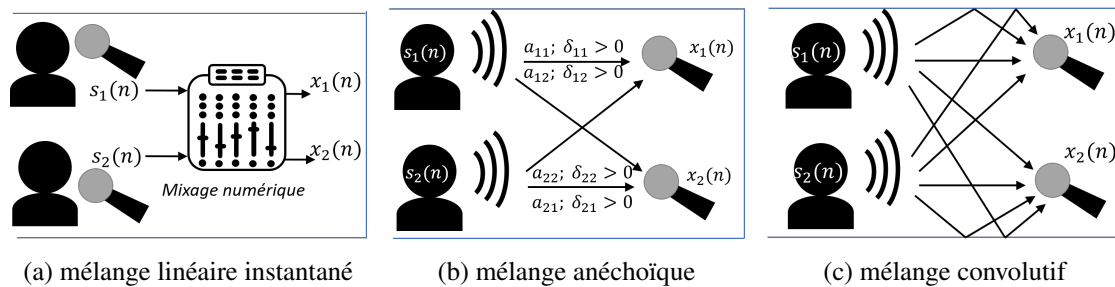 s₁(n)
x₁(n)
s₂(n)
x₂(n)
Mixage numérique
(a) mélange linéaire instantané
s₁(n)
a₁₁; δ₁₁ > 0
a₁₂; δ₁₂ > 0
x₁(n)
s₂(n)
a₂₂; δ₂₂ > 0
a₂₁; δ₂₁ > 0
x₂(n)
(b) mélange anéchoïque
s₁(n)
x₁(n)
s₂(n)
x₂(n)
(c) mélange convolutif